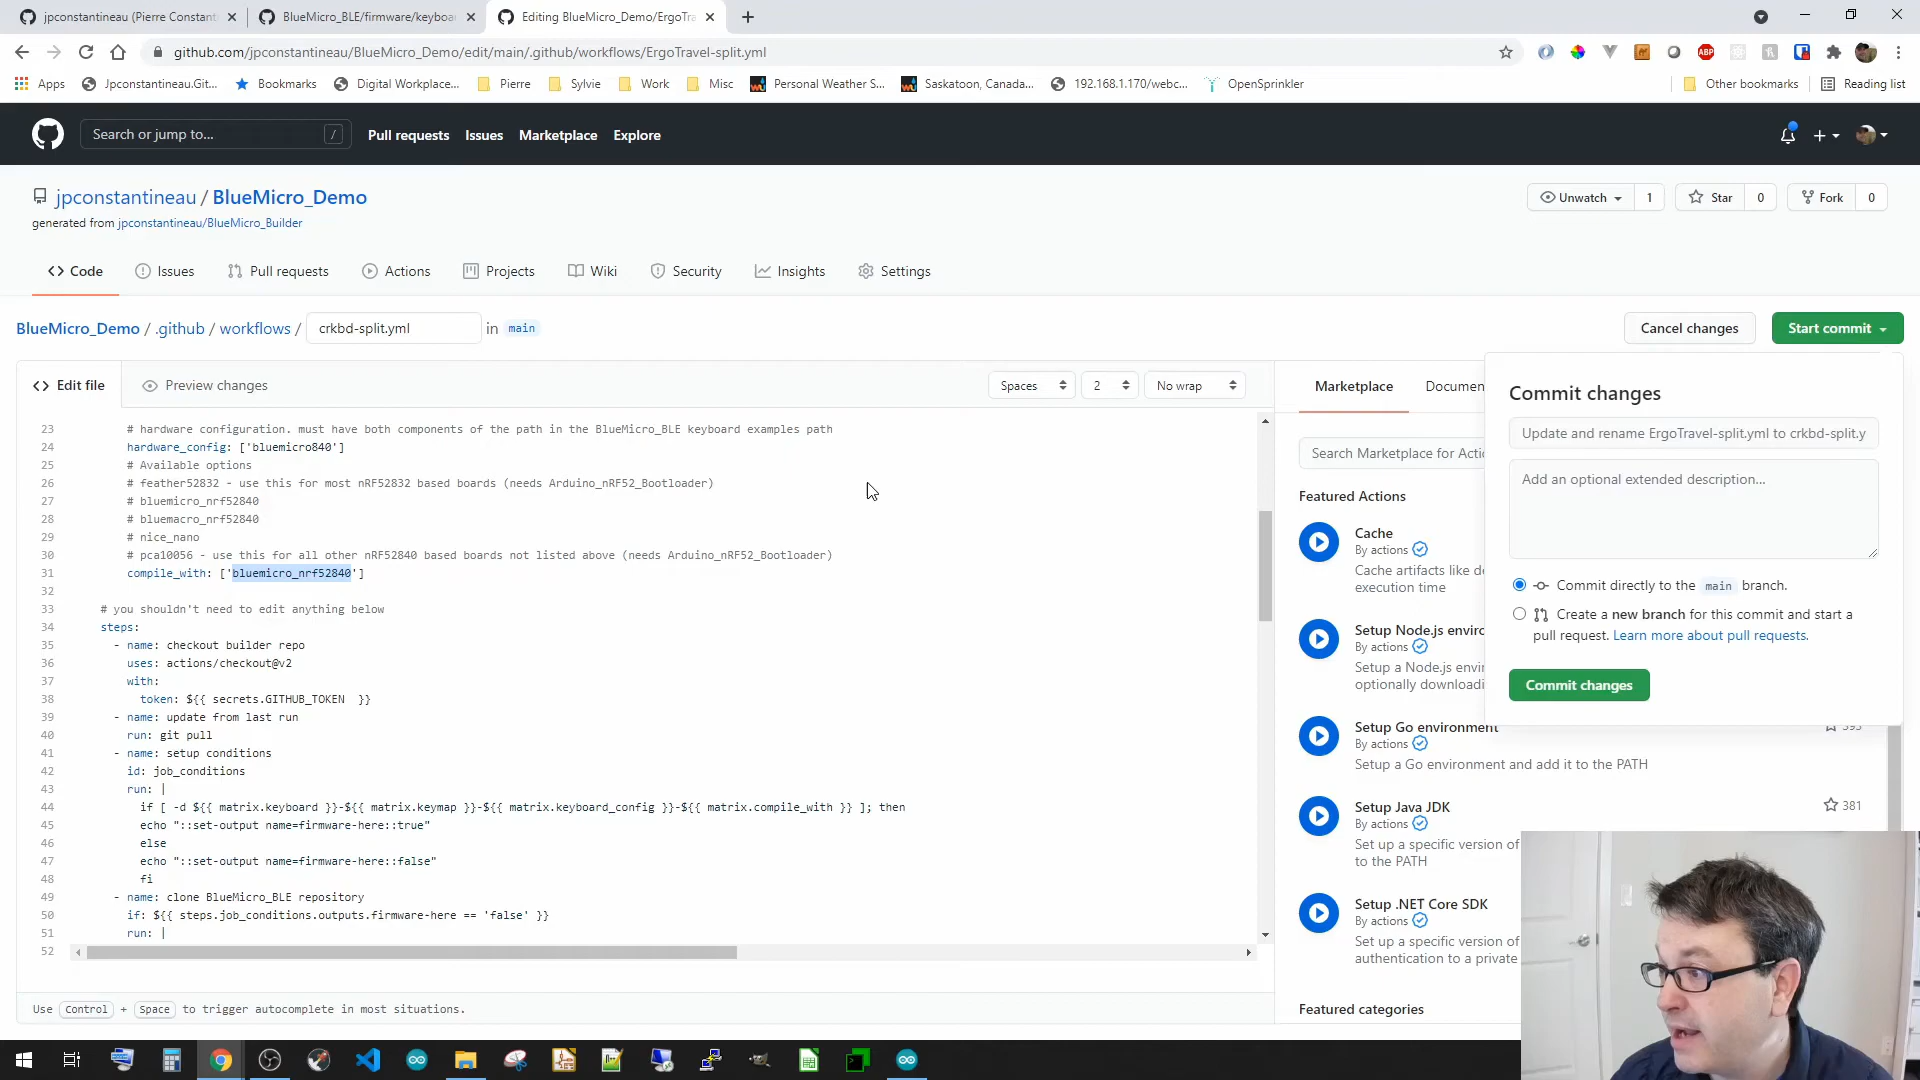 jpconstantineau (Pierre Constant
BlueMicro_BLE/firmware/keyboa
Editing BlueMicro_Demo/ErgoTra
github.com/jpconstantineau/BlueMicro_Demo/edit/main/.github/workflows/ErgoTravel-split.yml
ABP
Apps
Jpconstantineau.Git...
Bookmarks
Digital Workplace...
Pierre
Sylvie
Work
Misc
Personal Weather S...
Saskatoon, Canada...
192.168.1.170/webc...
OpenSprinkler
Other bookmarks
Reading list
Search or jump to...
/
Pull requests
Issues
Marketplace
Explore
jpconstantineau / BlueMicro_Demo
generated from jpconstantineau/BlueMicro_Builder
Unwatch
1
Star
0
Fork
0
Code
Issues
Pull requests
Actions
Projects
Wiki
Security
Insights
Settings
BlueMicro_Demo / .github / workflows / crkbd-split.yml in main
Cancel changes
Start commit
Edit file
Preview changes
Spaces
2
No wrap
23 # hardware configuration. must have both components of the path in the BlueMicro_BLE keyboard examples path
24 hardware_config: ['bluemicro840']
25 # Available options
26 # feather52832 - use this for most nRF52832 based boards (needs Arduino_nRF52_Bootloader)
27 # bluemicro_nrf52840
28 # bluemacro_nrf52840
29 # nice_nano
30 # pca10056 - use this for all other nRF52840 based boards not listed above (needs Arduino_nRF52_Bootloader)
31 compile_with: ['bluemicro_nrf52840']
32
33 # you shouldn't need to edit anything below
34 steps:
35 - name: checkout builder repo
36 uses: actions/checkout@v2
37 with:
38 token: ${{ secrets.GITHUB_TOKEN  }}
39 - name: update from last run
40 run: git pull
41 - name: setup conditions
42 id: job_conditions
43 run: |
44 if [ -d ${{ matrix.keyboard }}-${{ matrix.keymap }}-${{ matrix.keyboard_config }}-${{ matrix.compile_with }} ]; then
45 echo "::set-output name=firmware-here::true"
46 else
47 echo "::set-output name=firmware-here::false"
48 fi
49 - name: clone BlueMicro_BLE repository
50 if: ${{ steps.job_conditions.outputs.firmware-here == 'false' }}
51 run: |
52
Use Control + Space to trigger autocomplete in most situations.
Marketplace
Documen
Search Marketplace for Actio
Featured Actions
Cache
By actions
Cache artifacts like de
execution time
Setup Node.js enviro
By actions
Setup a Node.js envi
optionally downloadi
Setup Go environment
By actions
Setup a Go environment and add it to the PATH
Setup Java JDK
381
By actions
Set up a specific version of
to the PATH
Setup .NET Core SDK
By actions
Set up a specific version of
authentication to a private
Featured categories
Commit changes
Update and rename ErgoTravel-split.yml to crkbd-split.y
Add an optional extended description...
Commit directly to the main branch.
Create a new branch for this commit and start a
pull request. Learn more about pull requests.
Commit changes